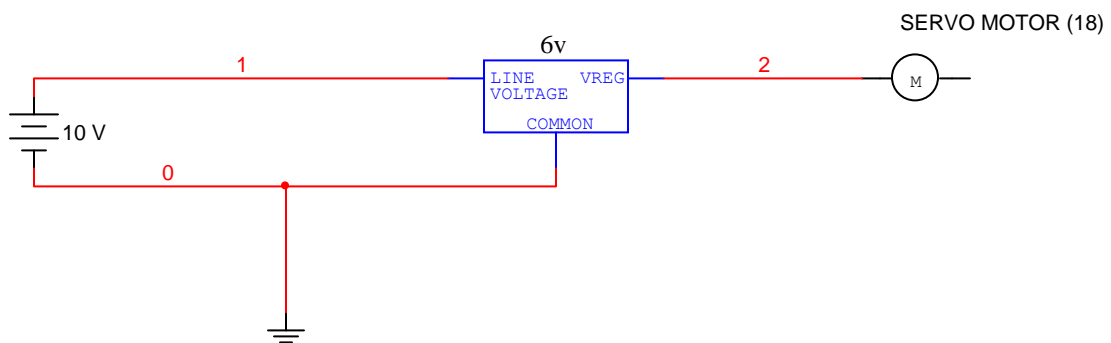 SERVO MOTOR (18)
6v
1
LINE VREG
VOLTAGE
COMMON
2
M
10 V
0